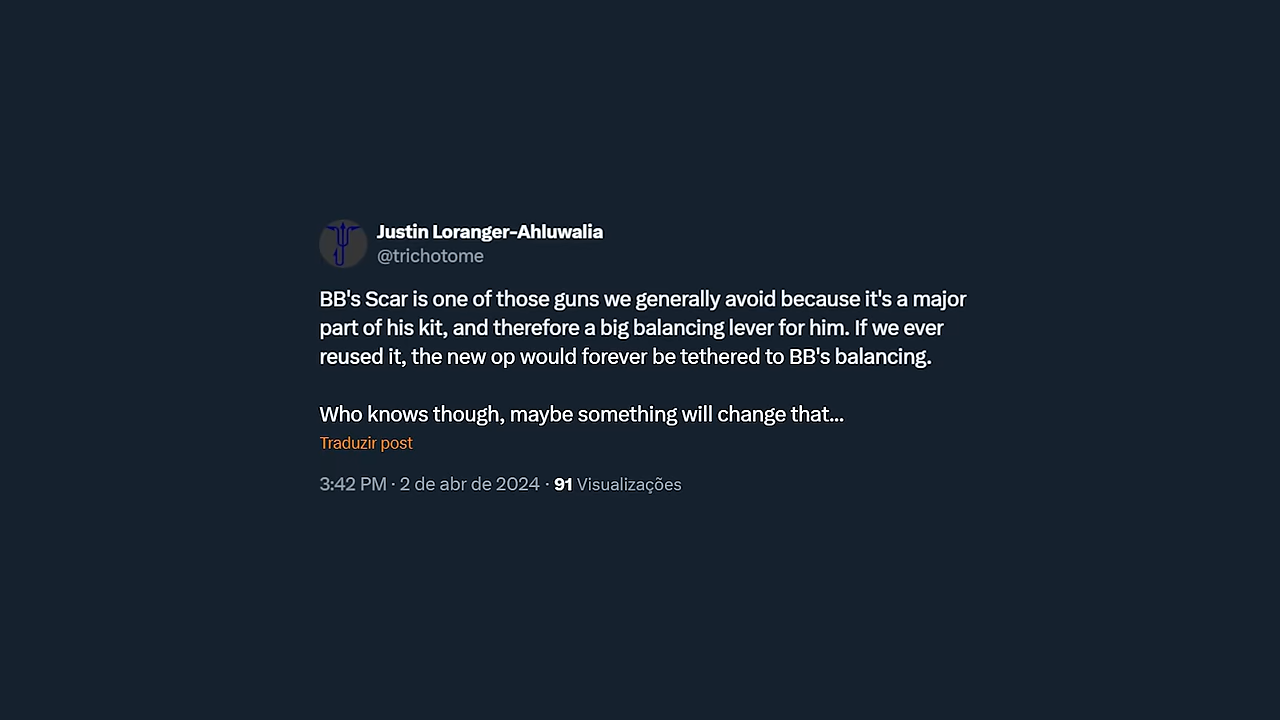 Justin Loranger-Ahluwalia
@trichotome
BB's Scar is one of those guns we generally avoid because it's a major
part of his kit, and therefore a big balancing lever for him. If we ever
reused it, the new op would forever be tethered to BB's balancing.
Who knows though, maybe something will change that...
Traduzir post
3:42 PM · 2 de abr de 2024 · 91 Visualizações